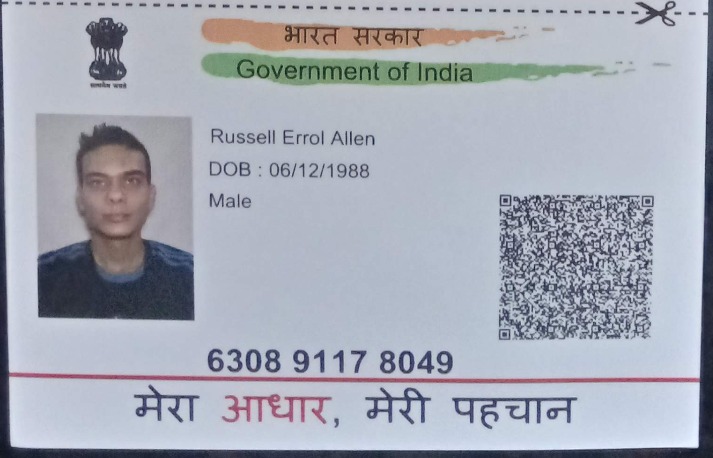 भारत सरकार
Government of India
सत्यमेव जयते
Russell Errol Allen
DOB : 06/12/1988
Male
6308 9117 8049
मेरा आधार, मेरी पहचान